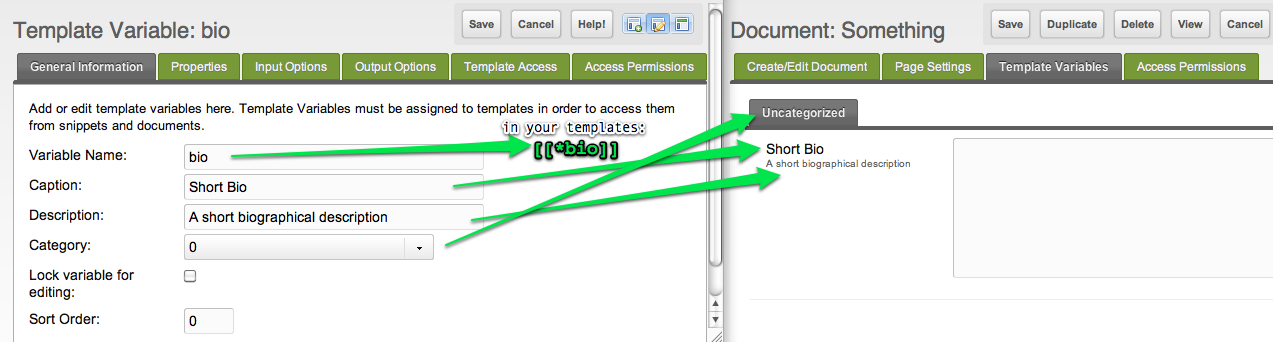 Template Variable: bio
Save Cancel Help!
General Information Properties Input Options Output Options Template Access Access Permissions
Add or edit template variables here. Template Variables must be assigned to templates in order to access them
from snippets and documents.
in your templates:
[[*bio]]
Variable Name: bio
Caption: Short Bio
Description: A short biographical description
Category: 0
Lock variable for
editing:
Sort Order: 0
Document: Something
Save Duplicate Delete View Cancel
Create/Edit Document Page Settings Template Variables Access Permissions
Uncategorized
Short Bio
A short biographical description